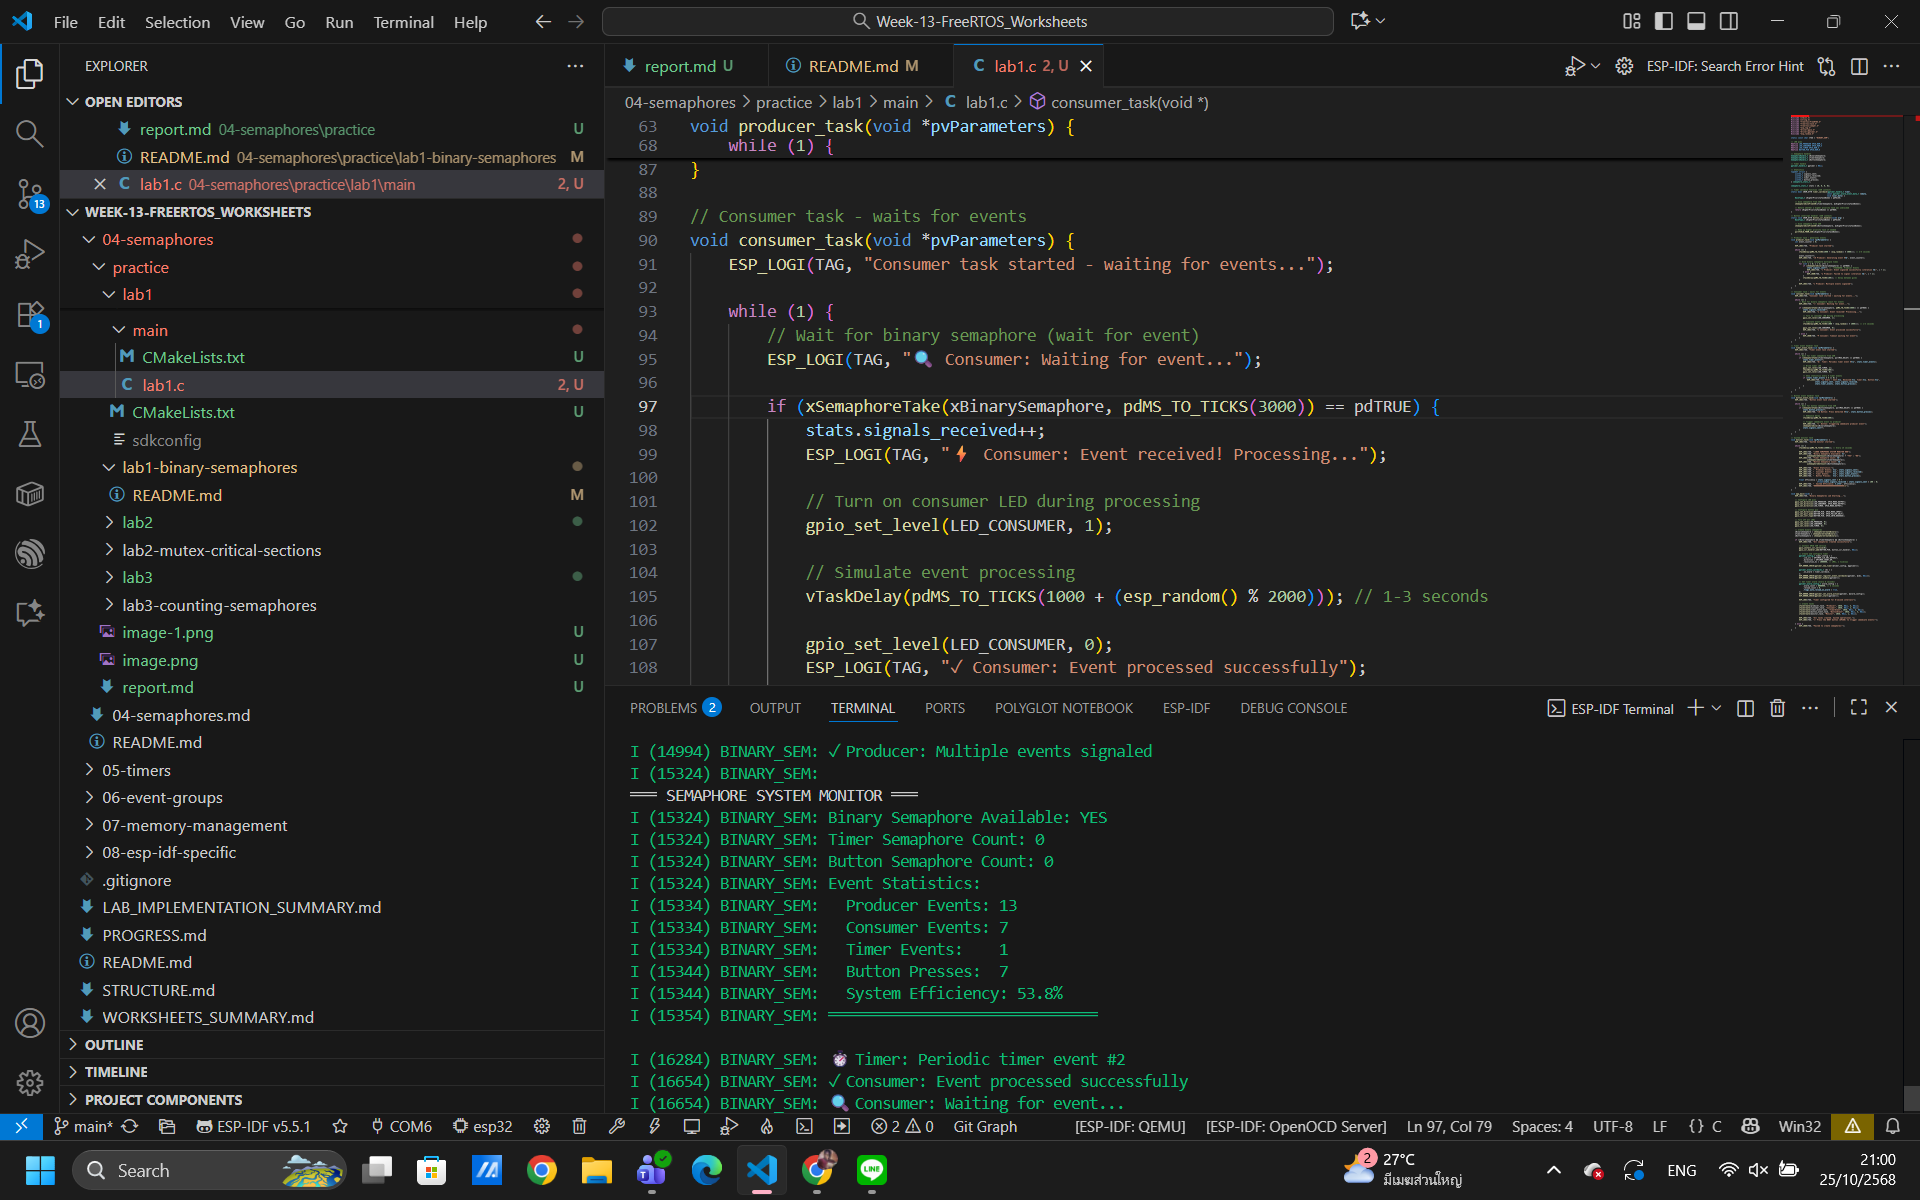 File Edit Selection View Go Run Terminal Help
Week-13-FreeRTOS_Worksheets
EXPLORER
OPEN EDITORS
report.md 04-semaphores\practice U
README.md 04-semaphores\practice\lab1-binary-semaphores M
lab1.c 04-semaphores\practice\lab1\main 2, U
WEEK-13-FREERTOS_WORKSHEETS
04-semaphores
practice
lab1
main
CMakeLists.txt U
lab1.c 2, U
CMakeLists.txt U
sdkconfig
lab1-binary-semaphores
README.md M
lab2
lab2-mutex-critical-sections
lab3
lab3-counting-semaphores
image-1.png U
image.png U
report.md U
04-semaphores.md
README.md
05-timers
06-event-groups
07-memory-management
08-esp-idf-specific
.gitignore
LAB_IMPLEMENTATION_SUMMARY.md
PROGRESS.md
README.md
STRUCTURE.md
WORKSHEETS_SUMMARY.md
OUTLINE
TIMELINE
PROJECT COMPONENTS
13
1
report.md U README.md M lab1.c 2, U
ESP-IDF: Search Error Hint
04-semaphores > practice > lab1 > main > C lab1.c > consumer_task(void *)
63 void producer_task(void *pvParameters) {
68 while (1) {
87 }
88
89 // Consumer task - waits for events
90 void consumer_task(void *pvParameters) {
91 ESP_LOGI(TAG, "Consumer task started - waiting for events...");
92
93 while (1) {
94 // Wait for binary semaphore (wait for event)
95 ESP_LOGI(TAG, "🔍 Consumer: Waiting for event...");
96
97 if (xSemaphoreTake(xBinarySemaphore, pdMS_TO_TICKS(3000)) == pdTRUE) {
98 stats.signals_received++;
99 ESP_LOGI(TAG, "⚡ Consumer: Event received! Processing...");
100
101 // Turn on consumer LED during processing
102 gpio_set_level(LED_CONSUMER, 1);
103
104 // Simulate event processing
105 vTaskDelay(pdMS_TO_TICKS(1000 + (esp_random() % 2000))); // 1-3 seconds
106
107 gpio_set_level(LED_CONSUMER, 0);
108 ESP_LOGI(TAG, "✓ Consumer: Event processed successfully");
PROBLEMS 2 OUTPUT TERMINAL PORTS POLYGLOT NOTEBOOK ESP-IDF DEBUG CONSOLE
ESP-IDF Terminal
I (14994) BINARY_SEM: ✓ Producer: Multiple events signaled
I (15324) BINARY_SEM:
═══ SEMAPHORE SYSTEM MONITOR ═══
I (15324) BINARY_SEM: Binary Semaphore Available: YES
I (15324) BINARY_SEM: Timer Semaphore Count: 0
I (15324) BINARY_SEM: Button Semaphore Count: 0
I (15324) BINARY_SEM: Event Statistics:
I (15334) BINARY_SEM: Producer Events: 13
I (15334) BINARY_SEM: Consumer Events: 7
I (15334) BINARY_SEM: Timer Events: 1
I (15344) BINARY_SEM: Button Presses: 7
I (15344) BINARY_SEM: System Efficiency: 53.8%
I (15354) BINARY_SEM: ══════════════════════════════
I (16284) BINARY_SEM: ⏰ Timer: Periodic timer event #2
I (16654) BINARY_SEM: ✓ Consumer: Event processed successfully
I (16654) BINARY_SEM: 🔍 Consumer: Waiting for event...
main* ESP-IDF v5.5.1 COM6 esp32 2 0 Git Graph [ESP-IDF: QEMU] [ESP-IDF: OpenOCD Server] Ln 97, Col 79 Spaces: 4 UTF-8 LF {} C Win32
Search
2 27°C
มีเมฆส่วนใหญ่
ENG
21:00
25/10/2568